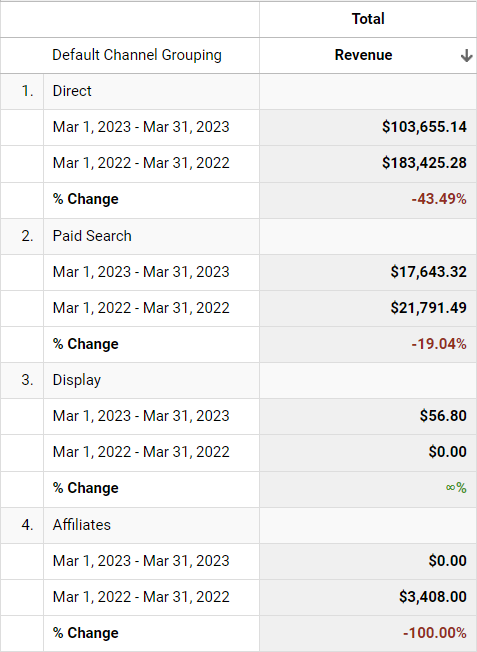 Total
Default Channel Grouping Revenue ↓
1. Direct
Mar 1, 2023 - Mar 31, 2023 $103,655.14
Mar 1, 2022 - Mar 31, 2022 $183,425.28
% Change -43.49%
2. Paid Search
Mar 1, 2023 - Mar 31, 2023 $17,643.32
Mar 1, 2022 - Mar 31, 2022 $21,791.49
% Change -19.04%
3. Display
Mar 1, 2023 - Mar 31, 2023 $56.80
Mar 1, 2022 - Mar 31, 2022 $0.00
% Change ∞%
4. Affiliates
Mar 1, 2023 - Mar 31, 2023 $0.00
Mar 1, 2022 - Mar 31, 2022 $3,408.00
% Change -100.00%